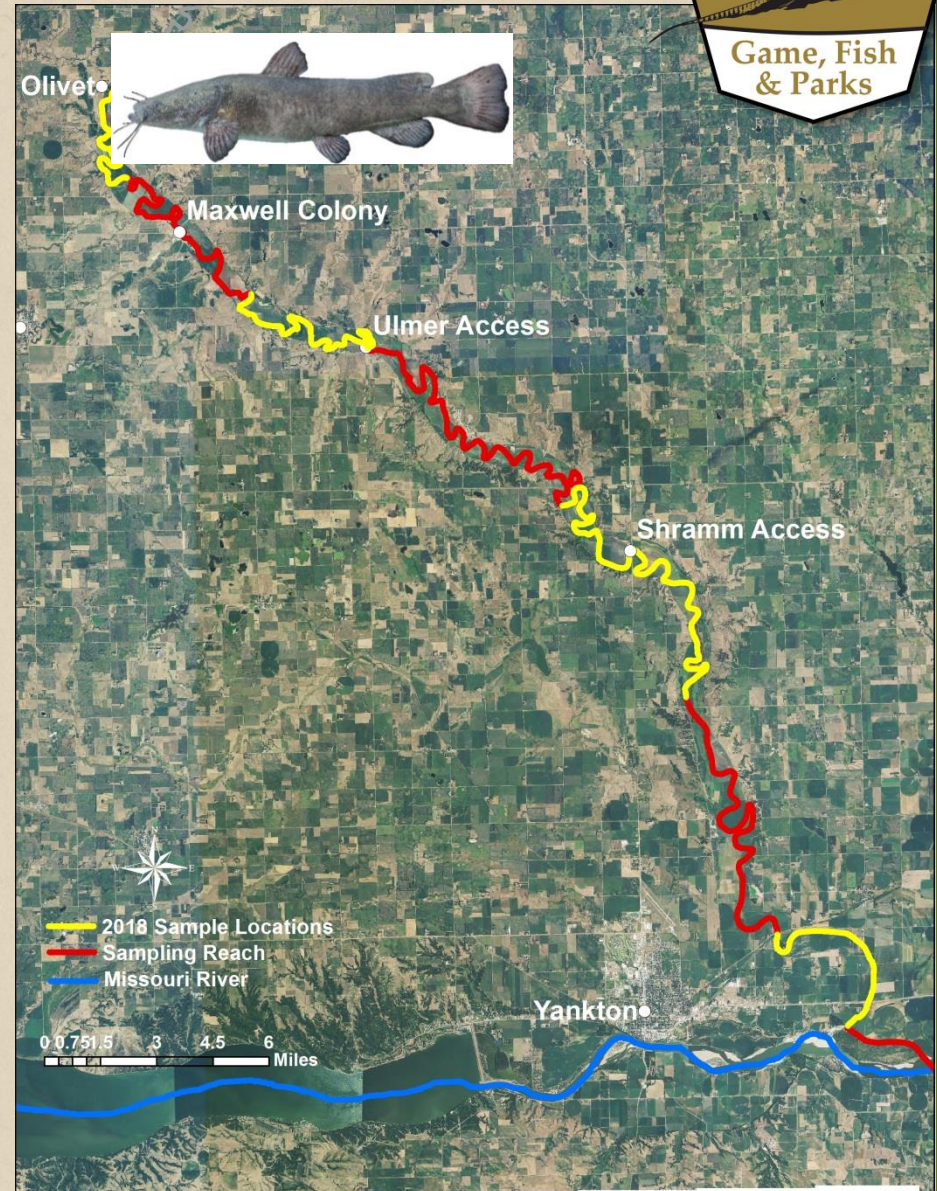 Game, Fish
& Parks
Olivet
Maxwell Colony
Ulmer Access
Shramm Access
2018 Sample Locations
Sampling Reach
Missouri River
Yankton
0 0.751.5 3 4.5 6
Miles